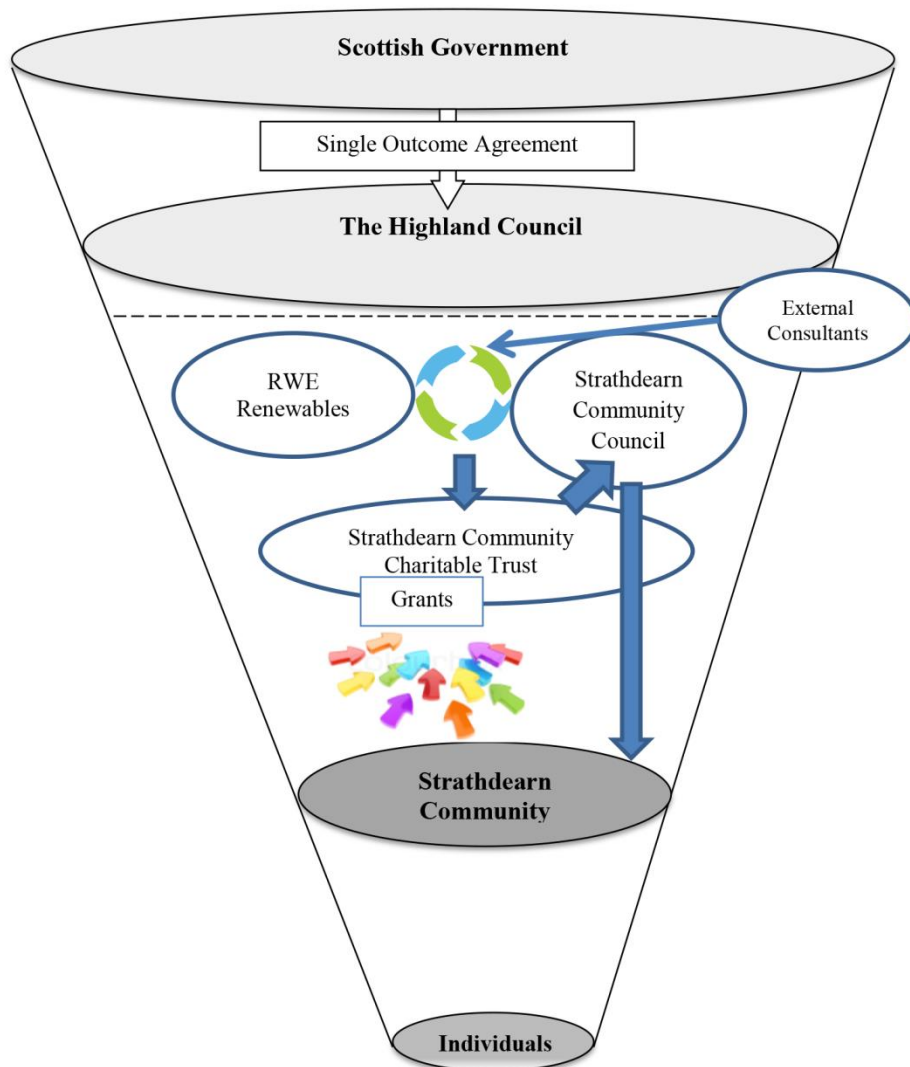 Scottish Government
Single Outcome Agreement
The Highland Council
External
Consultants
RWE
Renewables
Strathdearn
Community
Council
Strathdearn Community
Charitable Trust
Grants
Strathdearn
Community
Individuals